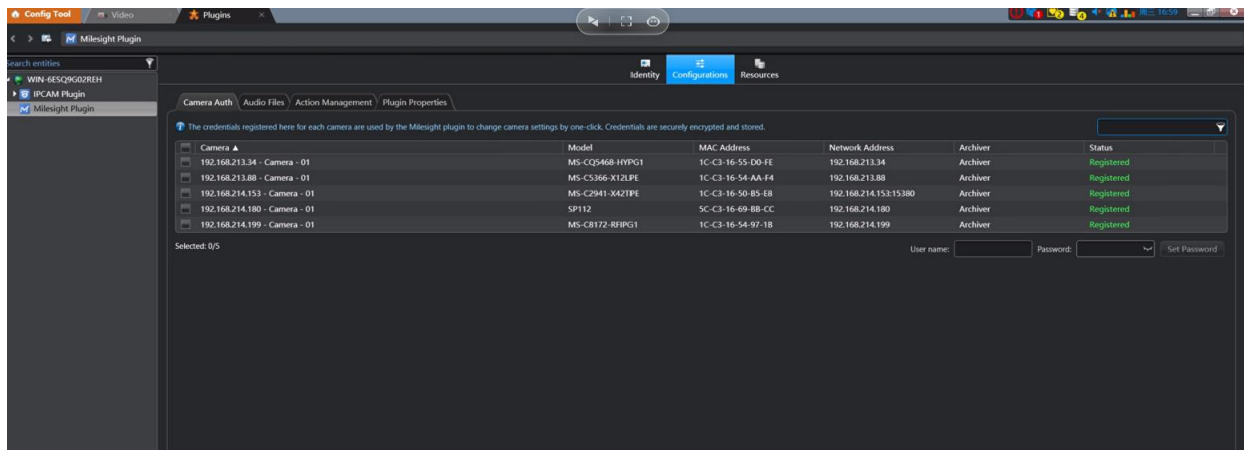 Config Tool Video Plugins
1 2 4 周三 16:59
Milesight Plugin
Search entities
WIN-6ESQ9G02REH
IPCAM Plugin
Milesight Plugin
Identity Configurations Resources
Camera Auth Audio Files Action Management Plugin Properties
The credentials registered here for each camera are used by the Milesight plugin to change camera settings by one-click. Credentials are securely encrypted and stored.
Camera ▲ Model MAC Address Network Address Archiver Status
192.168.213.34 - Camera - 01 MS-CQ5468-HYPG1 1C-C3-16-55-D0-FE 192.168.213.34 Archiver Registered
192.168.213.88 - Camera - 01 MS-C5366-X12LPE 1C-C3-16-54-AA-F4 192.168.213.88 Archiver Registered
192.168.214.153 - Camera - 01 MS-C2941-X42TPE 1C-C3-16-50-B5-E8 192.168.214.153:15380 Archiver Registered
192.168.214.180 - Camera - 01 SP112 5C-C3-16-69-BB-CC 192.168.214.180 Archiver Registered
192.168.214.199 - Camera - 01 MS-C8172-RFIPG1 1C-C3-16-54-97-1B 192.168.214.199 Archiver Registered
Selected: 0/5
User name: Password: Set Password